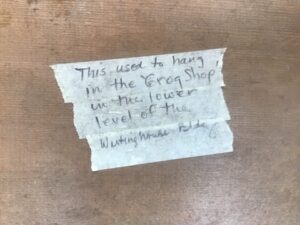 This used to hang
in the Frog Shop
in the lower
level of the
Westinghouse Bldg